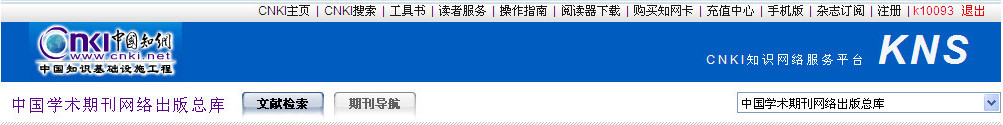 CNKI主页 | CNKI搜索 | 工具书 | 读者服务 | 操作指南 | 阅读器下载 | 购买知网卡 | 充值中心 | 手机版 | 杂志订阅 | 注册 | k10093 退出
cnki 中国知網
www.cnki.net
中国知识基础设施工程
CNKI知识网络服务平台 KNS
中国学术期刊网络出版总库 文献检索 期刊导航 中国学术期刊网络出版总库